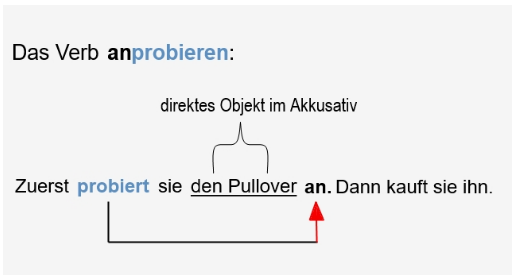 Das Verb anprobieren:
direktes Objekt im Akkusativ
Zuerst probiert sie den Pullover an. Dann kauft sie ihn.